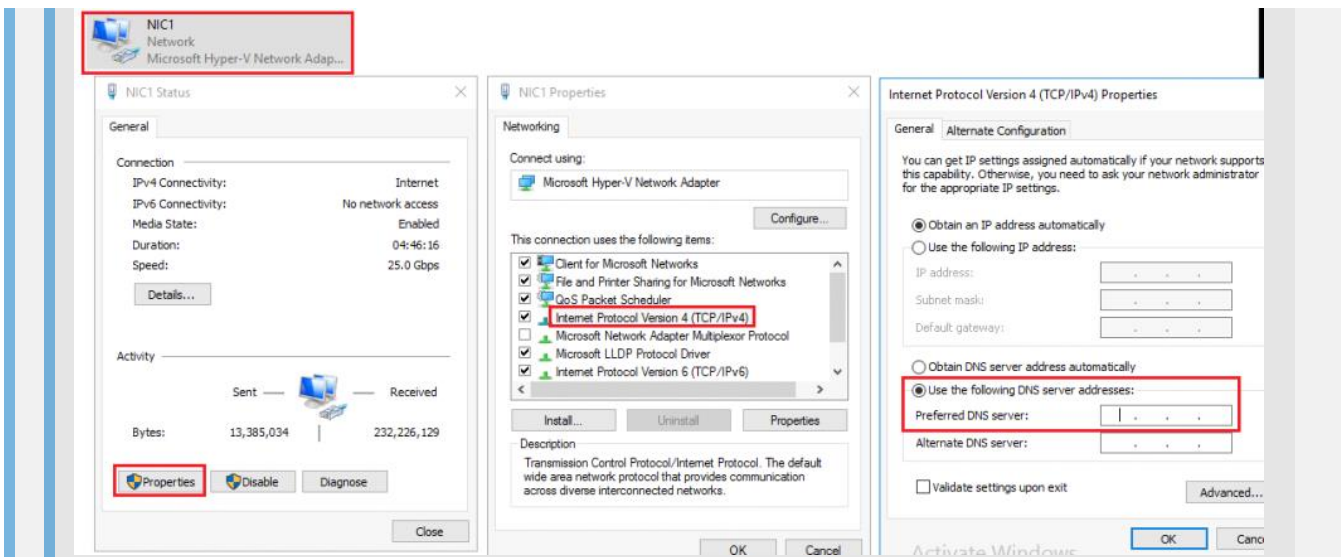 NIC1
Network
Microsoft Hyper-V Network Adap...
NIC1 Status
General
Connection
IPv4 Connectivity: Internet
IPv6 Connectivity: No network access
Media State: Enabled
Duration: 04:46:16
Speed: 25.0 Gbps
Details...
Activity
Sent Received
Bytes: 13,385,034 232,226,129
Properties Disable Diagnose
Close
NIC1 Properties
Networking
Connect using:
Microsoft Hyper-V Network Adapter
Configure...
This connection uses the following items:
Client for Microsoft Networks
File and Printer Sharing for Microsoft Networks
QoS Packet Scheduler
Internet Protocol Version 4 (TCP/IPv4)
Microsoft Network Adapter Multiplexor Protocol
Microsoft LLDP Protocol Driver
Internet Protocol Version 6 (TCP/IPv6)
Install... Uninstall Properties
Description
Transmission Control Protocol/Internet Protocol. The default
wide area network protocol that provides communication
across diverse interconnected networks.
OK Cancel
Internet Protocol Version 4 (TCP/IPv4) Properties
General Alternate Configuration
You can get IP settings assigned automatically if your network supports
this capability. Otherwise, you need to ask your network administrator
for the appropriate IP settings.
Obtain an IP address automatically
Use the following IP address:
IP address:
Subnet mask:
Default gateway:
Obtain DNS server address automatically
Use the following DNS server addresses:
Preferred DNS server:
Alternate DNS server:
Validate settings upon exit
Advanced...
OK Canc
Activate Windows